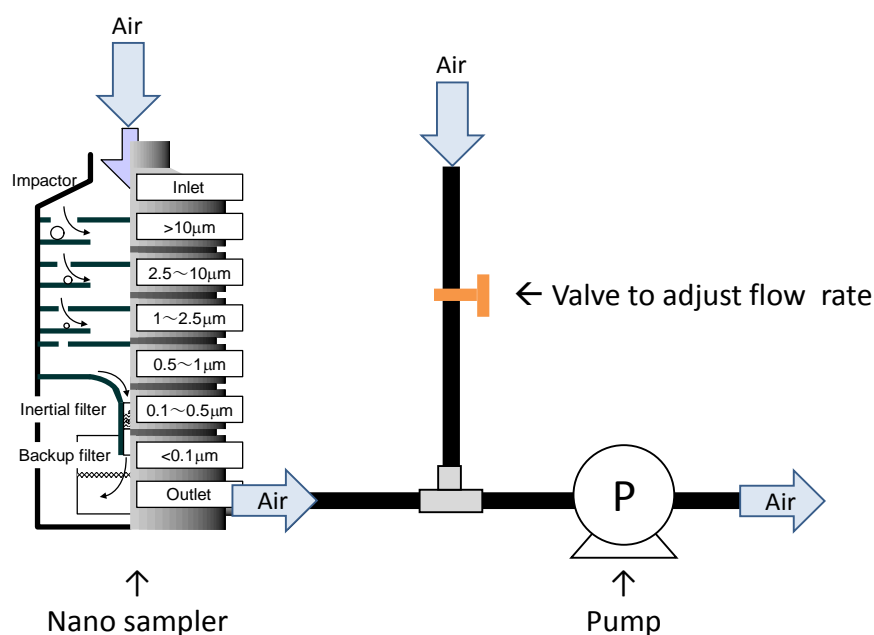 Air
Air
Impactor
Inlet
>10μm
2.5～10μm
← Valve to adjust flow rate
1～2.5μm
0.5～1μm
Inertial filter
0.1～0.5μm
Backup filter
<0.1μm
Outlet
Air
P
Air
↑
↑
Nano sampler
Pump